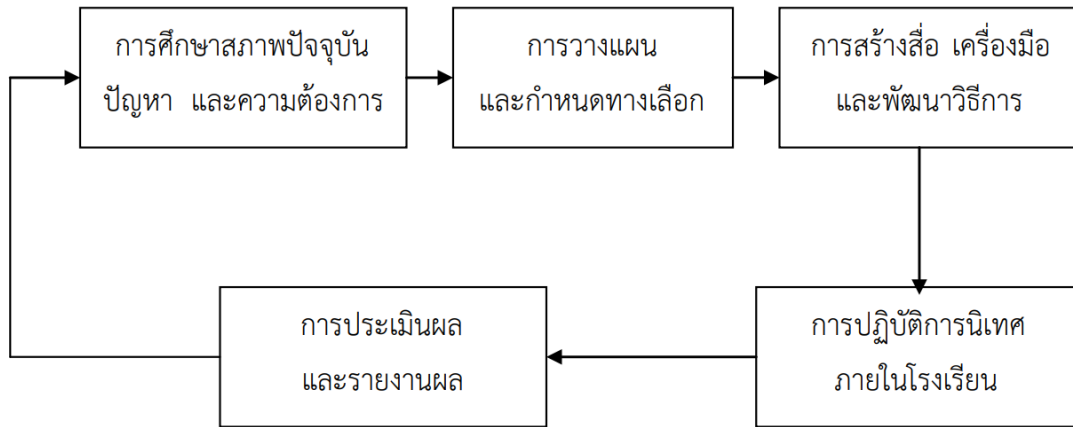 การศึกษาสภาพปัจจุบัน
ปัญหา และความต้องการ
การวางแผน
และกำหนดทางเลือก
การสร้างสื่อ เครื่องมือ
และพัฒนาวิธีการ
การปฏิบัติการนิเทศ
ภายในโรงเรียน
การประเมินผล
และรายงานผล